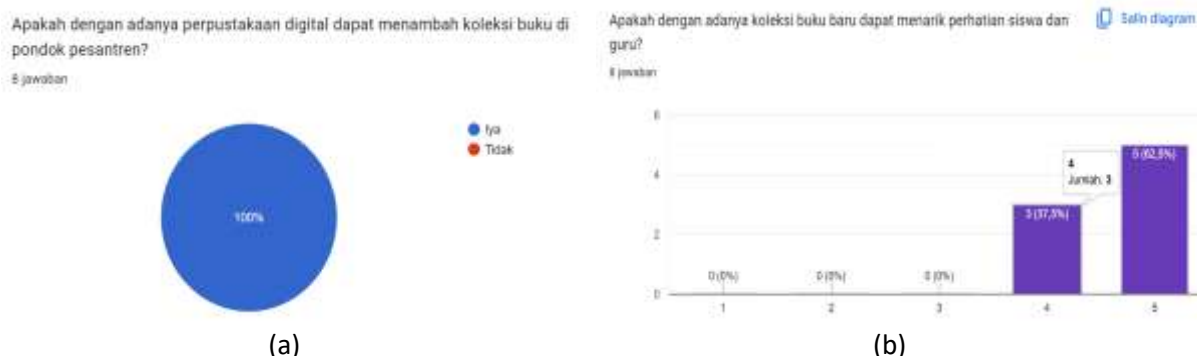 Apakah dengan adanya perpustakaan digital dapat menambah koleksi buku di
pondok pesantren?
8 jawaban
Iya
Tidak
100%
(a)
Apakah dengan adanya koleksi buku baru dapat menarik perhatian siswa dan
guru?
Salin diagram
8 jawaban
6
4
2
0
0 (0%)
0 (0%)
0 (0%)
3 (37,5%)
5 (62,5%)
4
Jumlah: 3
1
2
3
4
5
(b)